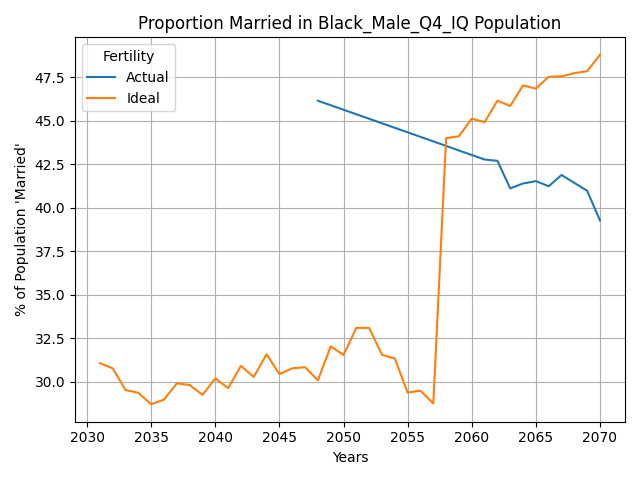 Proportion Married in Black_Male_Q4_IQ Population
Fertility
Actual
Ideal
% of Population 'Married'
47.5
45.0
42.5
40.0
37.5
35.0
32.5
30.0
2030 2035 2040 2045 2050 2055 2060 2065 2070
Years